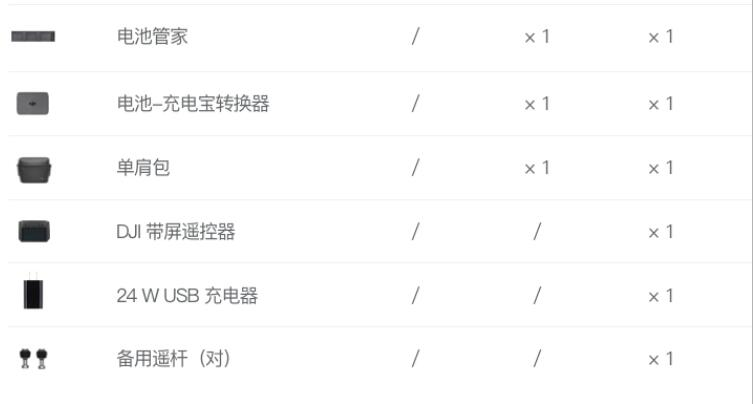 电池管家 / × 1 × 1
电池–充电宝转换器 / × 1 × 1
单肩包 / × 1 × 1
DJI 带屏遥控器 / / × 1
24 W USB 充电器 / / × 1
备用遥杆（对） / / × 1